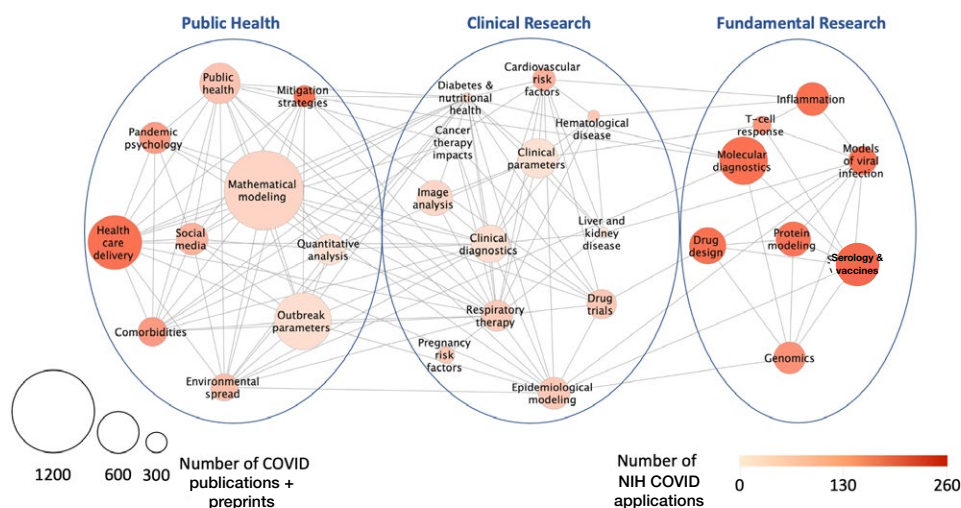 Public Health
Clinical Research
Fundamental Research
Public
health
Mitigation
strategies
Pandemic
psychology
Mathematical
modeling
Health
care
delivery
Social
media
Quantitative
analysis
Outbreak
parameters
Comorbidities
Environmental
spread
Cardiovascular
risk
factors
Diabetes &
nutritional
health
Hematological
disease
Cancer
therapy
impacts
Clinical
parameters
Image
analysis
Liver and
kidney
disease
Clinical
diagnostics
Drug
trials
Respiratory
therapy
Pregnancy
risk
factors
Epidemiological
modeling
Inflammation
T-cell
response
Molecular
diagnostics
Models
of viral
infection
Drug
design
Protein
modeling
Serology &
vaccines
Genomics
1200
600
300
Number of COVID
publications +
preprints
Number of
NIH COVID
applications
0
130
260